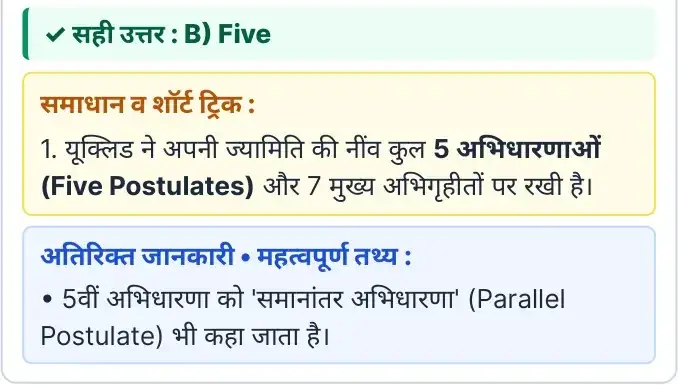 ✓ सही उत्तर : B) Five
समाधान व शॉर्ट ट्रिक :
1. यूक्लिड ने अपनी ज्यामिति की नींव कुल 5 अभिधारणाओं
(Five Postulates) और 7 मुख्य अभिगृहीतों पर रखी है।
अतिरिक्त जानकारी • महत्वपूर्ण तथ्य :
• 5वीं अभिधारणा को 'समानांतर अभिधारणा' (Parallel
Postulate) भी कहा जाता है।